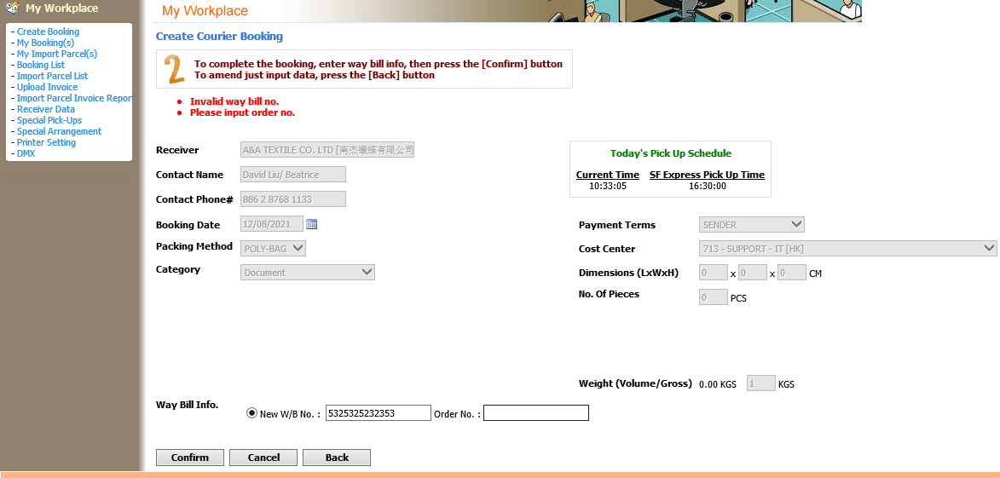 My Workplace
- Create Booking
- My Booking(s)
- My Import Parcel(s)
- Booking List
- Import Parcel List
- Upload Invoice
- Import Parcel Invoice Report
- Receiver Data
- Special Pick-Ups
- Special Arrangement
- Printer Setting
- DMX
My Workplace
Create Courier Booking
2
To complete the booking, enter way bill info, then press the [Confirm] button
To amend just input data, press the [Back] button
• Invalid way bill no.
• Please input order no.
Receiver A&A TEXTILE CO. LTD [南杰纖維有限公司
Contact Name David Liu/ Beatrice
Contact Phone# 886 2 8768 1133
Booking Date 12/08/2021
Packing Method POLY-BAG
Category Document
Today's Pick Up Schedule
Current Time SF Express Pick Up Time
10:33:05 16:30:00
Payment Terms SENDER
Cost Center 713 - SUPPORT - IT [HK]
Dimensions (LxWxH) 0 x 0 x 0 CM
No. Of Pieces 0 PCS
Weight (Volume/Gross) 0.00 KGS 1 KGS
Way Bill Info. New W/B No. : 5325325232353 Order No. :
Confirm Cancel Back